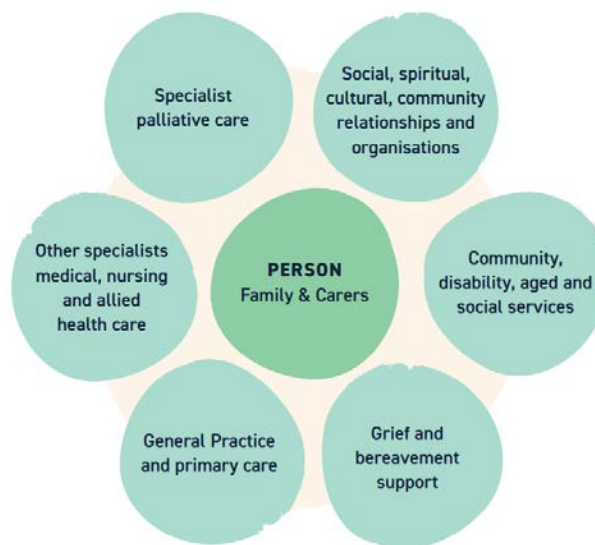 Specialist
palliative care
Social, spiritual,
cultural, community
relationships and
organisations
Other specialists
medical, nursing
and allied
health care
PERSON
Family & Carers
Community,
disability, aged and
social services
General Practice
and primary care
Grief and
bereavement
support